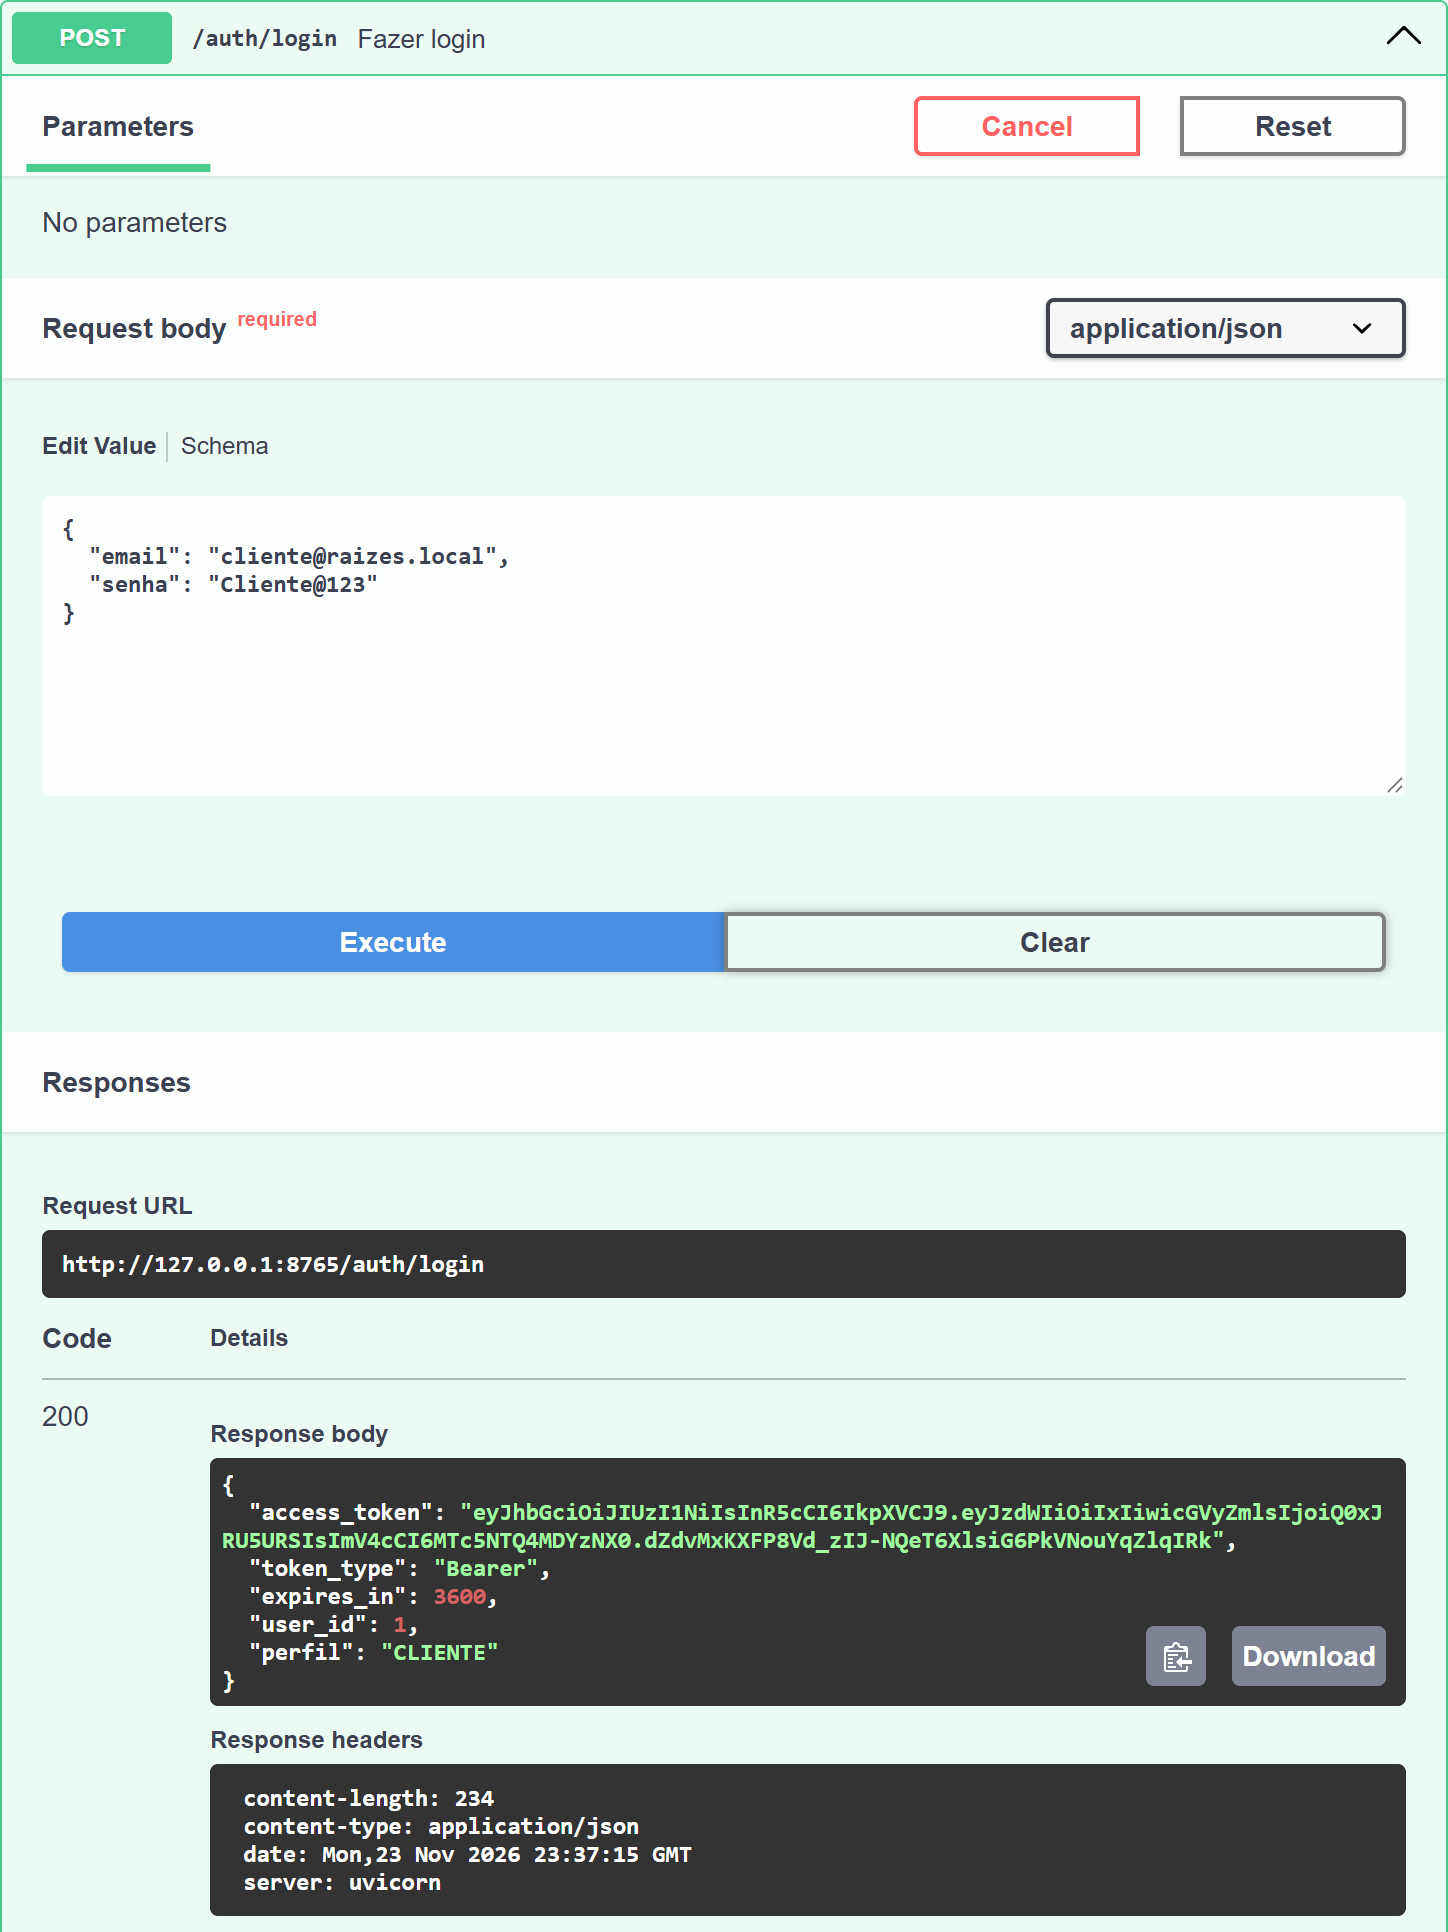 POST /auth/login Fazer login
Parameters
Cancel
Reset
No parameters
Request body required
application/json
Edit Value
Schema
{
"email": "cliente@raizes.local",
"senha": "Cliente@123"
}
Execute
Clear
Responses
Request URL
http://127.0.0.1:8765/auth/login
Code
Details
200
Response body
{
"access_token": "eyJhbGciOiJIUzI1NiIsInR5cCI6IkpXVCJ9.eyJzdWIiOiIxIiwicGVyZmlsIjoiQ0xJ
RU5URSIsImV4cCI6MTc5NTQ4MDYzNX0.dZdvMxKXFP8Vd_zIJ-NQeT6XlsiG6PkVNouYqZlqIRk",
"token_type": "Bearer",
"expires_in": 3600,
"user_id": 1,
"perfil": "CLIENTE"
}
Download
Response headers
content-length: 234
content-type: application/json
date: Mon,23 Nov 2026 23:37:15 GMT
server: uvicorn